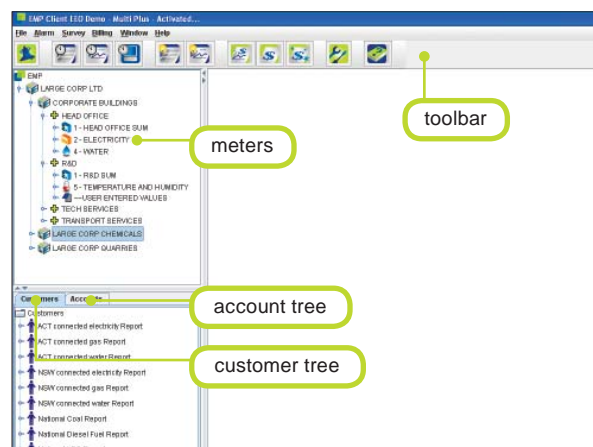 EMP Client LEO Demo - Multi Plus - Activated...
File Alarm Survey Billing Window Help
EMP
LARGE CORP LTD
CORPORATE BUILDINGS
HEAD OFFICE
1 - HEAD OFFICE SUM
2 - ELECTRICITY
4 - WATER
R&D
1 - R&D SUM
5 - TEMPERATURE AND HUMIDITY
---USER ENTERED VALUES
TECH SERVICES
TRANSPORT SERVICES
LARGE CORP CHEMICALS
LARGE CORP QUARRIES
toolbar
meters
account tree
customer tree
Customers
Customers
ACT connected electricity Report
ACT connected gas Report
ACT connected water Report
NSW connected electricity Report
NSW connected gas Report
NSW connected water Report
National Coal Report
National Diesel Fuel Report